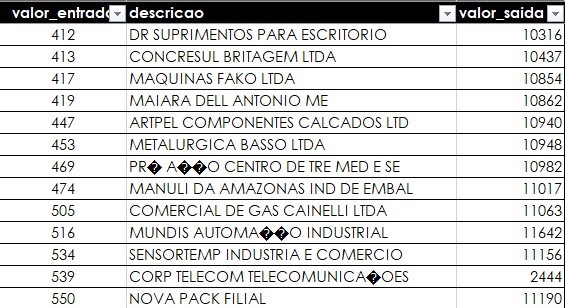 valor_entrada descricao valor_saida
412 DR SUPRIMENTOS PARA ESCRITORIO 10316
413 CONCRESUL BRITAGEM LTDA 10437
417 MAQUINAS FAKO LTDA 10854
419 MAIARA DELL ANTONIO ME 10862
447 ARTPEL COMPONENTES CALCADOS LTD 10940
453 METALURGICA BASSO LTDA 10948
469 PR� A��O CENTRO DE TRE MED E SE 10982
474 MANULI DA AMAZONAS IND DE EMBAL 11017
505 COMERCIAL DE GAS CAINELLI LTDA 11063
516 MUNDIS AUTOMA��O INDUSTRIAL 11642
534 SENSORTEMP INDUSTRIA E COMERCIO 11156
539 CORP TELECOM TELECOMUNICA�OES 2444
550 NOVA PACK FILIAL 11190